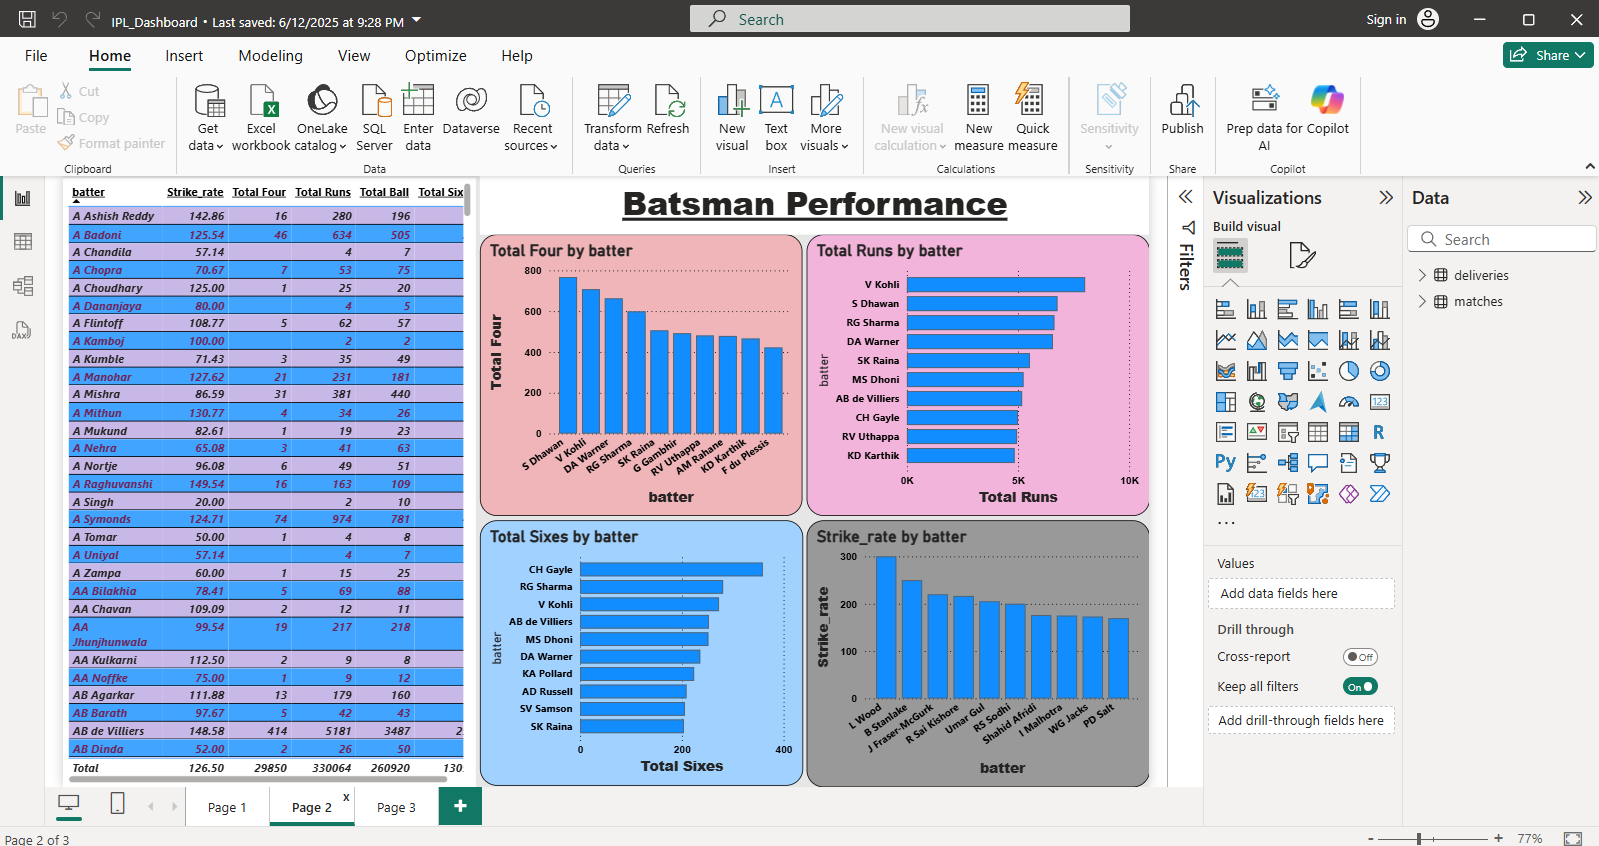 IPL_Dashboard • Last saved: 6/12/2025 at 9:28 PM
Search
Sign in
File Home Insert Modeling View Optimize Help
Share
Paste
Cut
Copy
Format painter
Clipboard
Get data
Excel workbook
OneLake catalog
SQL Server
Enter data
Dataverse
Recent sources
Data
Transform data
Refresh
Queries
New visual
Text box
More visuals
Insert
New visual calculation
New measure
Quick measure
Calculations
Sensitivity
Sensitivity
Publish
Share
Prep data for AI
Copilot
Copilot
batter Strike_rate Total Four Total Runs Total Ball Total Six
A Ashish Reddy 142.86 16 280 196
A Badoni 125.54 46 634 505
A Chandila 57.14 4 7
A Chopra 70.67 7 53 75
A Choudhary 125.00 1 25 20
A Dananjaya 80.00 4 5
A Flintoff 108.77 5 62 57
A Kamboj 100.00 2 2
A Kumble 71.43 3 35 49
A Manohar 127.62 21 231 181
A Mishra 86.59 31 381 440
A Mithun 130.77 4 34 26
A Mukund 82.61 1 19 23
A Nehra 65.08 3 41 63
A Nortje 96.08 6 49 51
A Raghuvanshi 149.54 16 163 109
A Singh 20.00 2 10
A Symonds 124.71 74 974 781
A Tomar 50.00 1 4 8
A Uniyal 57.14 4 7
A Zampa 60.00 1 15 25
AA Bilakhia 78.41 5 69 88
AA Chavan 109.09 2 12 11
AA Jhunjhunwala 99.54 19 217 218
AA Kulkarni 112.50 2 9 8
AA Noffke 75.00 1 9 12
AB Agarkar 111.88 13 179 160
AB Barath 97.67 5 42 43
AB de Villiers 148.58 414 5181 3487 2
AB Dinda 52.00 2 26 50
Total 126.50 29850 330064 260920 130
Batsman Performance
Total Four by batter
Total Four
800
600
400
200
0
S Dhawan
V Kohli
DA Warner
RG Sharma
SK Raina
G Gambhir
RV Uthappa
AM Rahane
KD Karthik
F du Plessis
batter
Total Runs by batter
batter
V Kohli
S Dhawan
RG Sharma
DA Warner
SK Raina
MS Dhoni
AB de Villiers
CH Gayle
RV Uthappa
KD Karthik
0K 5K 10K
Total Runs
Total Sixes by batter
batter
CH Gayle
RG Sharma
V Kohli
AB de Villiers
MS Dhoni
DA Warner
KA Pollard
AD Russell
SV Samson
SK Raina
0 200 400
Total Sixes
Strike_rate by batter
Strike_rate
300
200
100
0
L Wood
B Stanlake
J Fraser-McGurk
R Sai Kishore
Umar Gul
RS Sodhi
Shahid Afridi
I Malhotra
WG Jacks
PD Salt
batter
Filters
Visualizations
Build visual
123
R
Py
123
...
Values
Add data fields here
Drill through
Cross-report Off
Keep all filters On
Add drill-through fields here
Data
Search
deliveries
matches
DAX
Page 1
Page 2 x
Page 3
+
Page 2 of 3
- + 77%